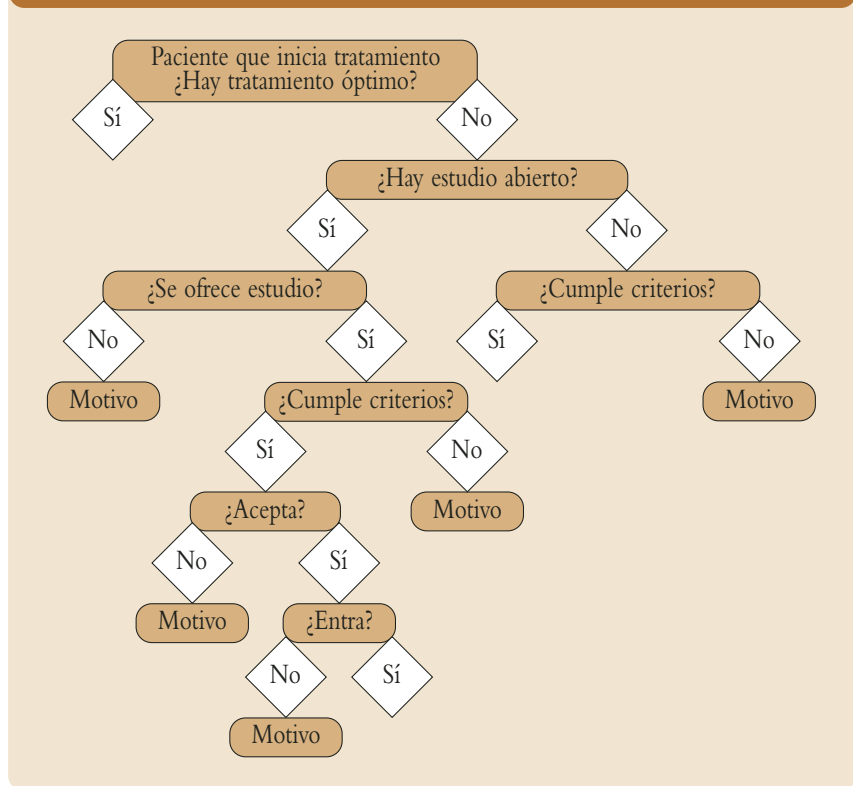 Paciente que inicia tratamiento
¿Hay tratamiento óptimo?
Sí
No
¿Hay estudio abierto?
Sí
No
¿Se ofrece estudio?
¿Cumple criterios?
No
Sí
Sí
No
Motivo
¿Cumple criterios?
Motivo
Sí
No
¿Acepta?
Motivo
No
Sí
Motivo
¿Entra?
No
Sí
Motivo